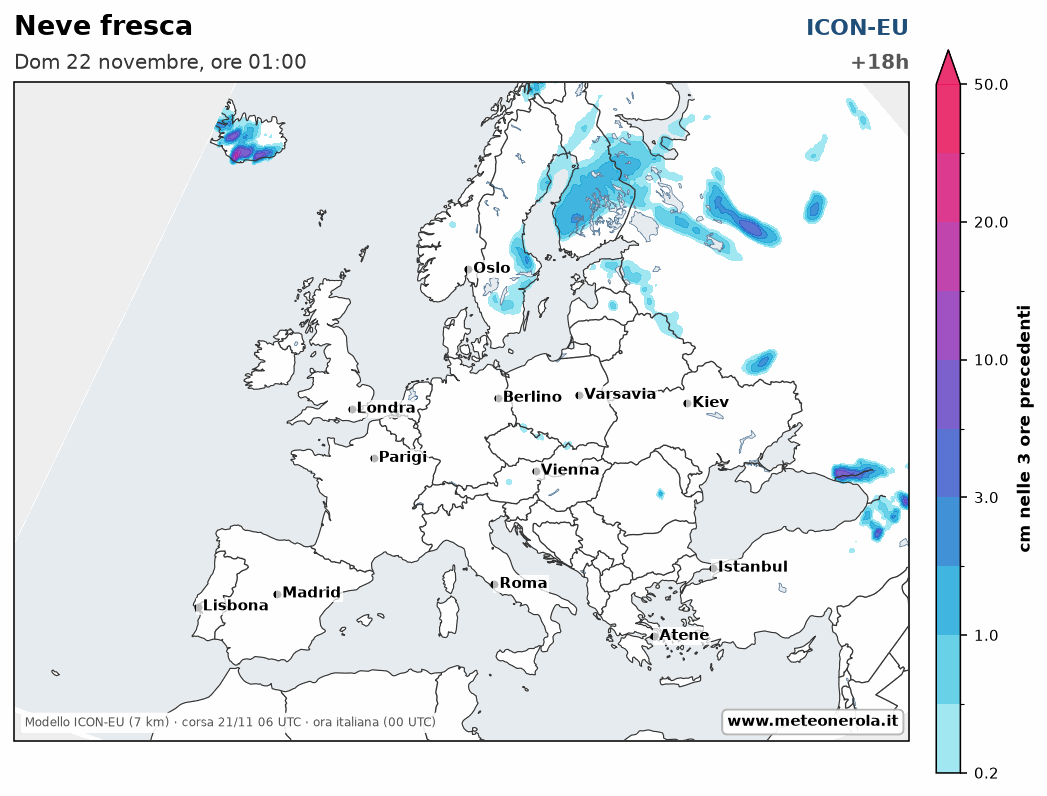 Neve fresca
ICON-EU
Dom 22 novembre, ore 01:00
+18h
50.0
20.0
10.0
3.0
1.0
0.2
cm nelle 3 ore precedenti
Oslo
Berlino
Varsavia
Kiev
Londra
Parigi
Vienna
Istanbul
Roma
Madrid
Lisbona
Atene
Modello ICON-EU (7 km) · corsa 21/11 06 UTC · ora italiana (00 UTC)
www.meteonerola.it